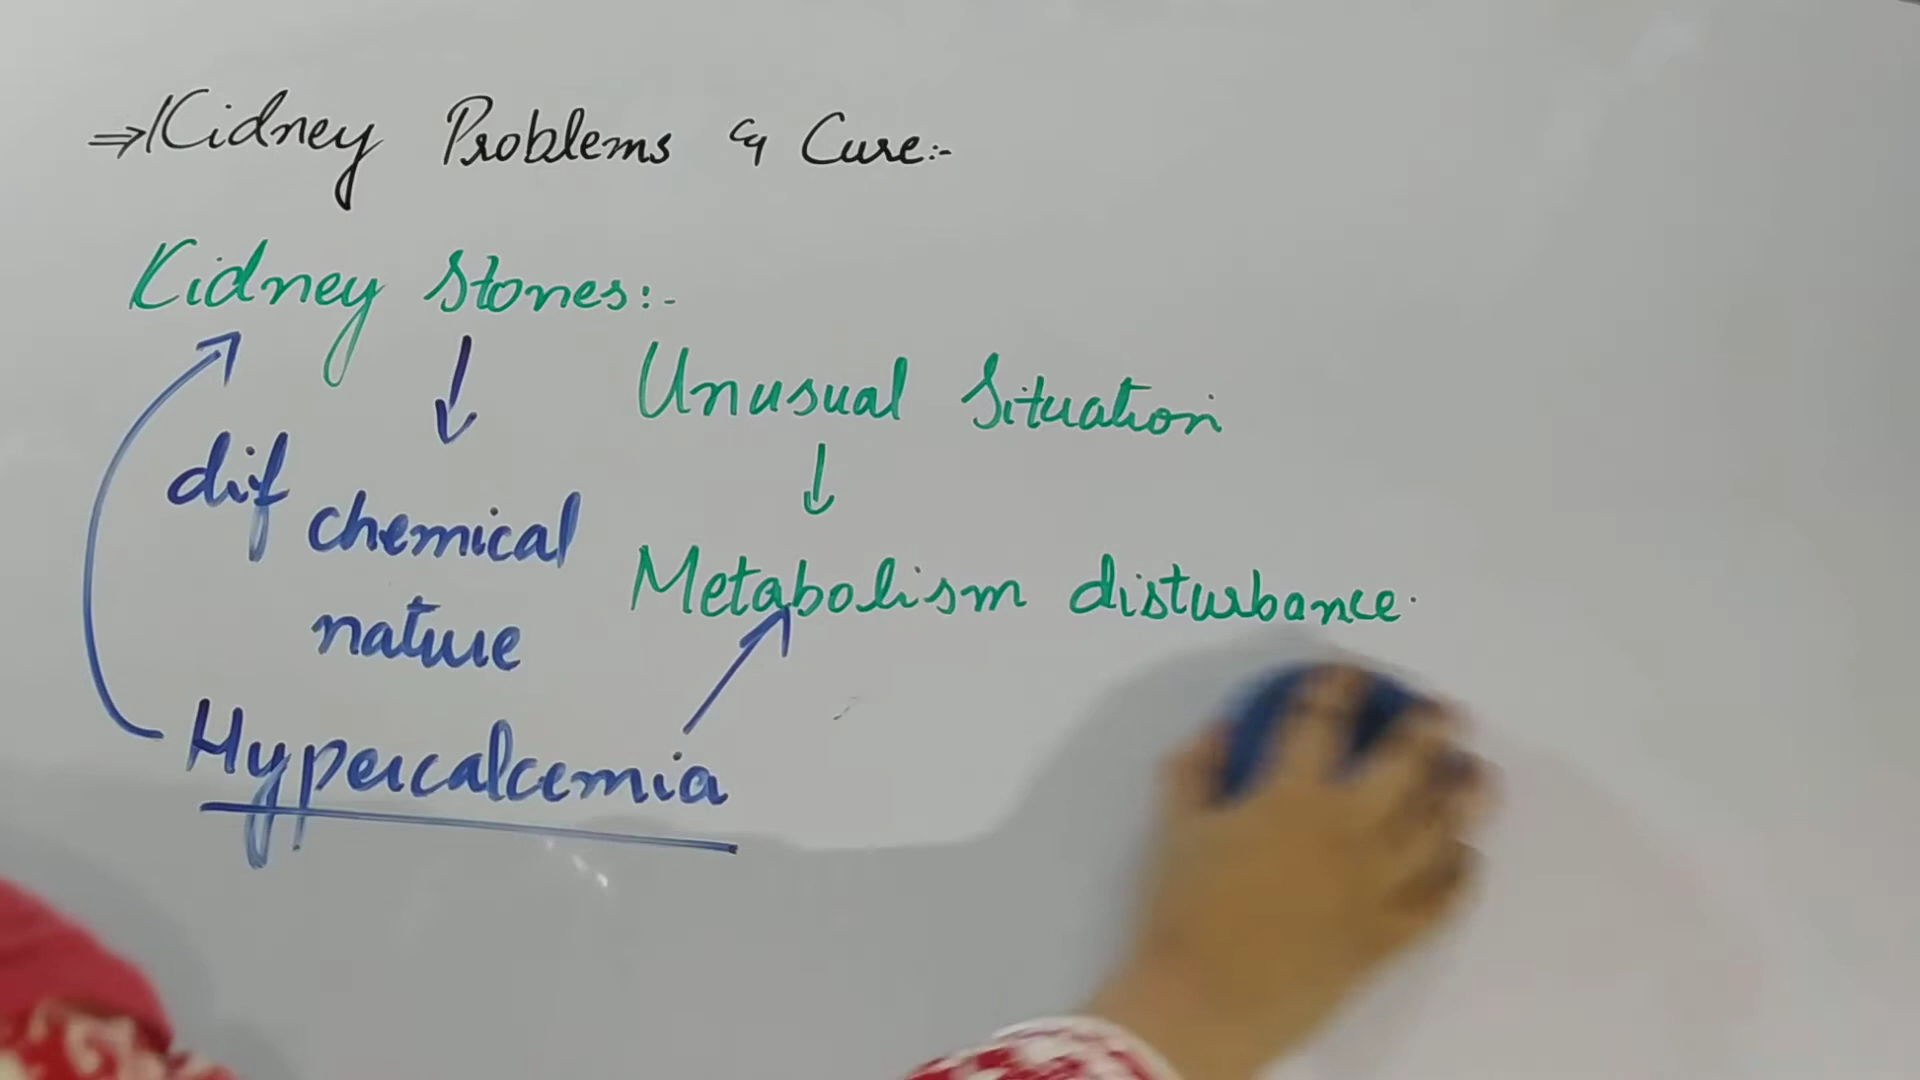 ⇒ Kidney Problems & Cure:-
Kidney Stones:-
Unusual Situation
↓
Metabolism disturbance.
↓
dif chemical
nature
Hypercalcemia